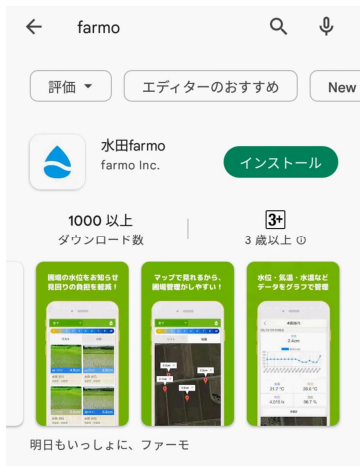 farmo
評価
エディターのおすすめ
New
水田farmo
farmo Inc.
インストール
1000 以上
ダウンロード数
3+
3 歳以上
圃場の水位をお知らせ
見回りの負担を軽減！
マップで見れるから、
圃場管理がしやすい！
水位・気温・水温など
データをグラフで管理
3.4cm
明日もいっしょに、ファーモ